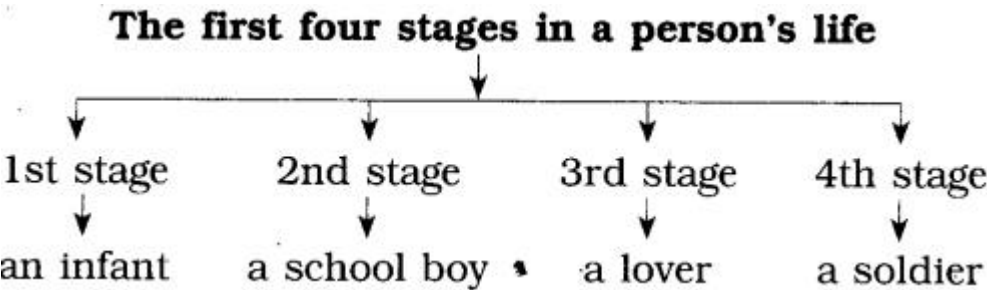 The first four stages in a person's life
1st stage 2nd stage 3rd stage 4th stage
an infant a school boy a lover a soldier